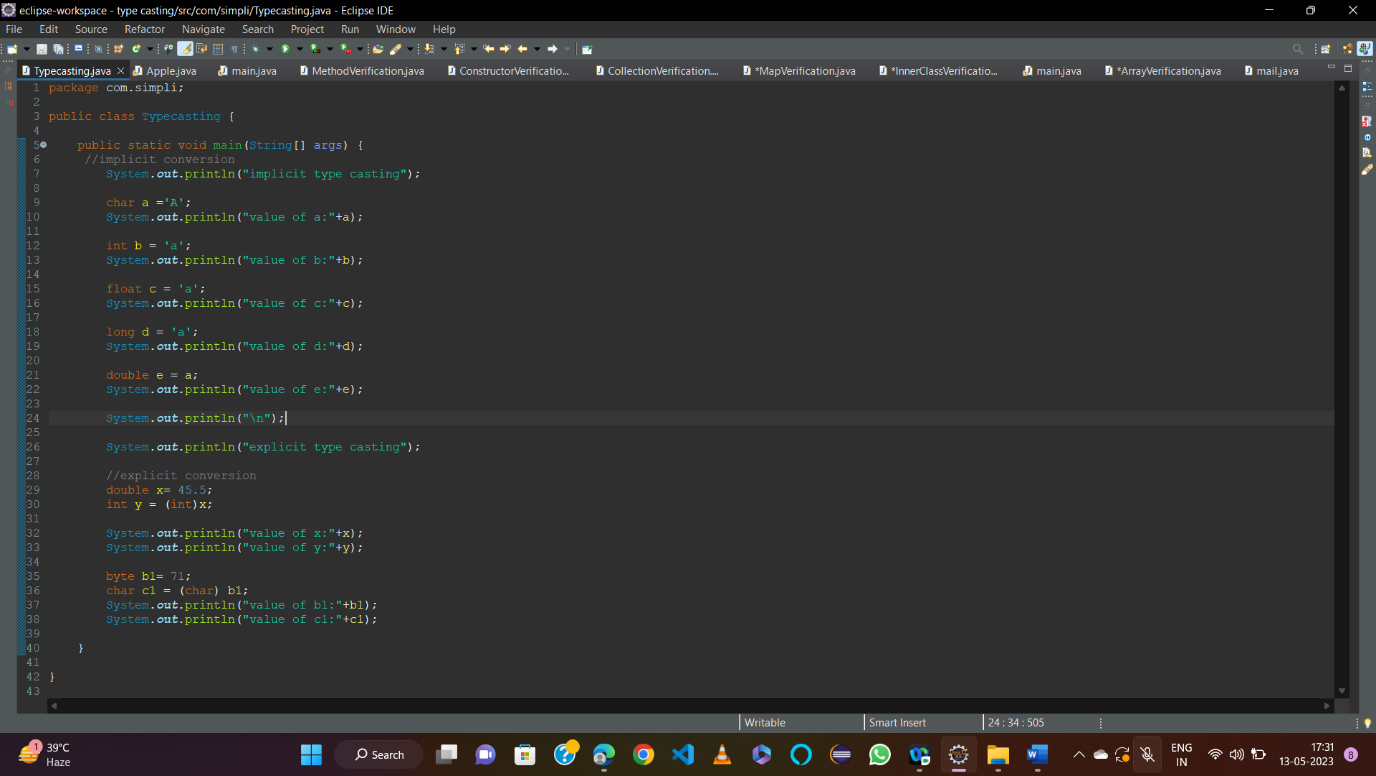 eclipse-workspace - type casting/src/com/simpli/Typecasting.java - Eclipse IDE
File Edit Source Refactor Navigate Search Project Run Window Help
Typecasting.java Apple.java main.java MethodVerification.java ConstructorVerificatio... CollectionVerification.... *MapVerification.java *InnerClassVerificatio... main.java *ArrayVerification.java mail.java
1 package com.simpli;
2
3 public class Typecasting {
4
5 public static void main(String[] args) {
6 //implicit conversion
7 System.out.println("implicit type casting");
8
9 char a ='A';
10 System.out.println("value of a:"+a);
11
12 int b = 'a';
13 System.out.println("value of b:"+b);
14
15 float c = 'a';
16 System.out.println("value of c:"+c);
17
18 long d = 'a';
19 System.out.println("value of d:"+d);
20
21 double e = a;
22 System.out.println("value of e:"+e);
23
24 System.out.println("\n");
25
26 System.out.println("explicit type casting");
27
28 //explicit conversion
29 double x= 45.5;
30 int y = (int)x;
31
32 System.out.println("value of x:"+x);
33 System.out.println("value of y:"+y);
34
35 byte b1= 71;
36 char c1 = (char) b1;
37 System.out.println("value of b1:"+b1);
38 System.out.println("value of c1:"+c1);
39
40 }
41
42 }
43
Writable Smart Insert 24 : 34 : 505
1 39°C
Haze
Search
ENG
IN
17:31
13-05-2023
8